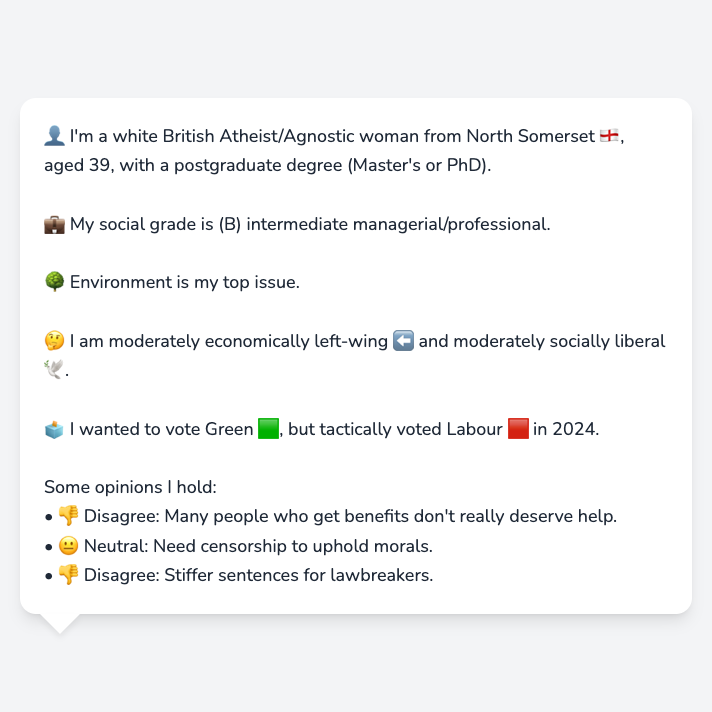 👤 I'm a white British Atheist/Agnostic woman from North Somerset 🏴󠁧󠁢󠁥󠁮󠁧󠁿,
aged 39, with a postgraduate degree (Master's or PhD).
💼 My social grade is (B) intermediate managerial/professional.
🌳 Environment is my top issue.
🤔 I am moderately economically left-wing ⬅️ and moderately socially liberal
🕊️.
🗳️ I wanted to vote Green 🟩, but tactically voted Labour 🟥 in 2024.
Some opinions I hold:
• 👎 Disagree: Many people who get benefits don't really deserve help.
• 😐 Neutral: Need censorship to uphold morals.
• 👎 Disagree: Stiffer sentences for lawbreakers.